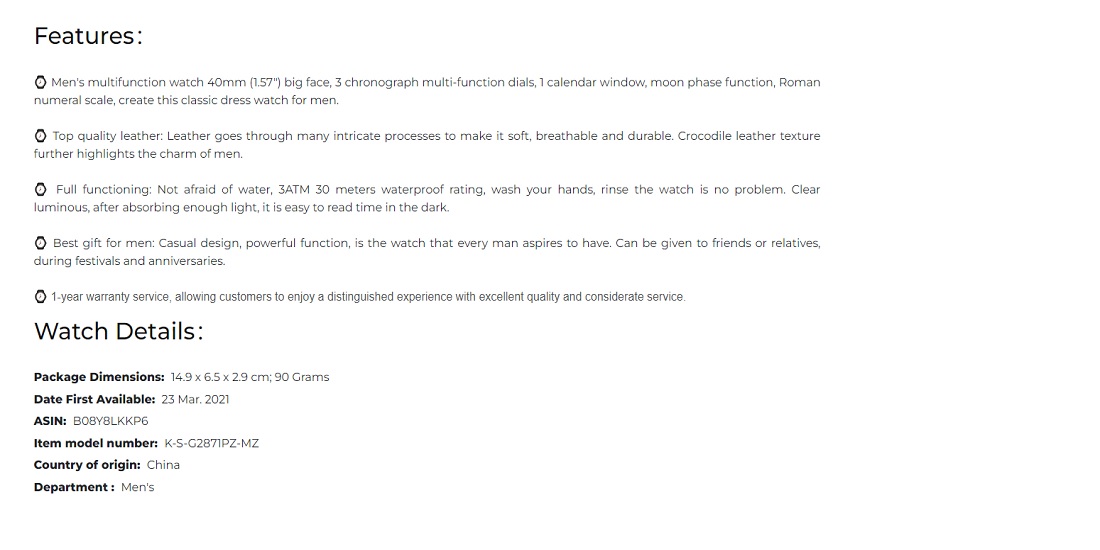 Features:
Men's multifunction watch 40mm (1.57") big face, 3 chronograph multi-function dials, 1 calendar window, moon phase function, Roman
numeral scale, create this classic dress watch for men.
Top quality leather: Leather goes through many intricate processes to make it soft, breathable and durable. Crocodile leather texture
further highlights the charm of men.
Full functioning: Not afraid of water, 3ATM 30 meters waterproof rating, wash your hands, rinse the watch is no problem. Clear
luminous, after absorbing enough light, it is easy to read time in the dark.
Best gift for men: Casual design, powerful function, is the watch that every man aspires to have. Can be given to friends or relatives,
during festivals and anniversaries.
1-year warranty service, allowing customers to enjoy a distinguished experience with excellent quality and considerate service.
Watch Details:
Package Dimensions: 14.9 x 6.5 x 2.9 cm; 90 Grams
Date First Available: 23 Mar. 2021
ASIN: B08Y8LKKP6
Item model number: K-S-G2871PZ-MZ
Country of origin: China
Department : Men's